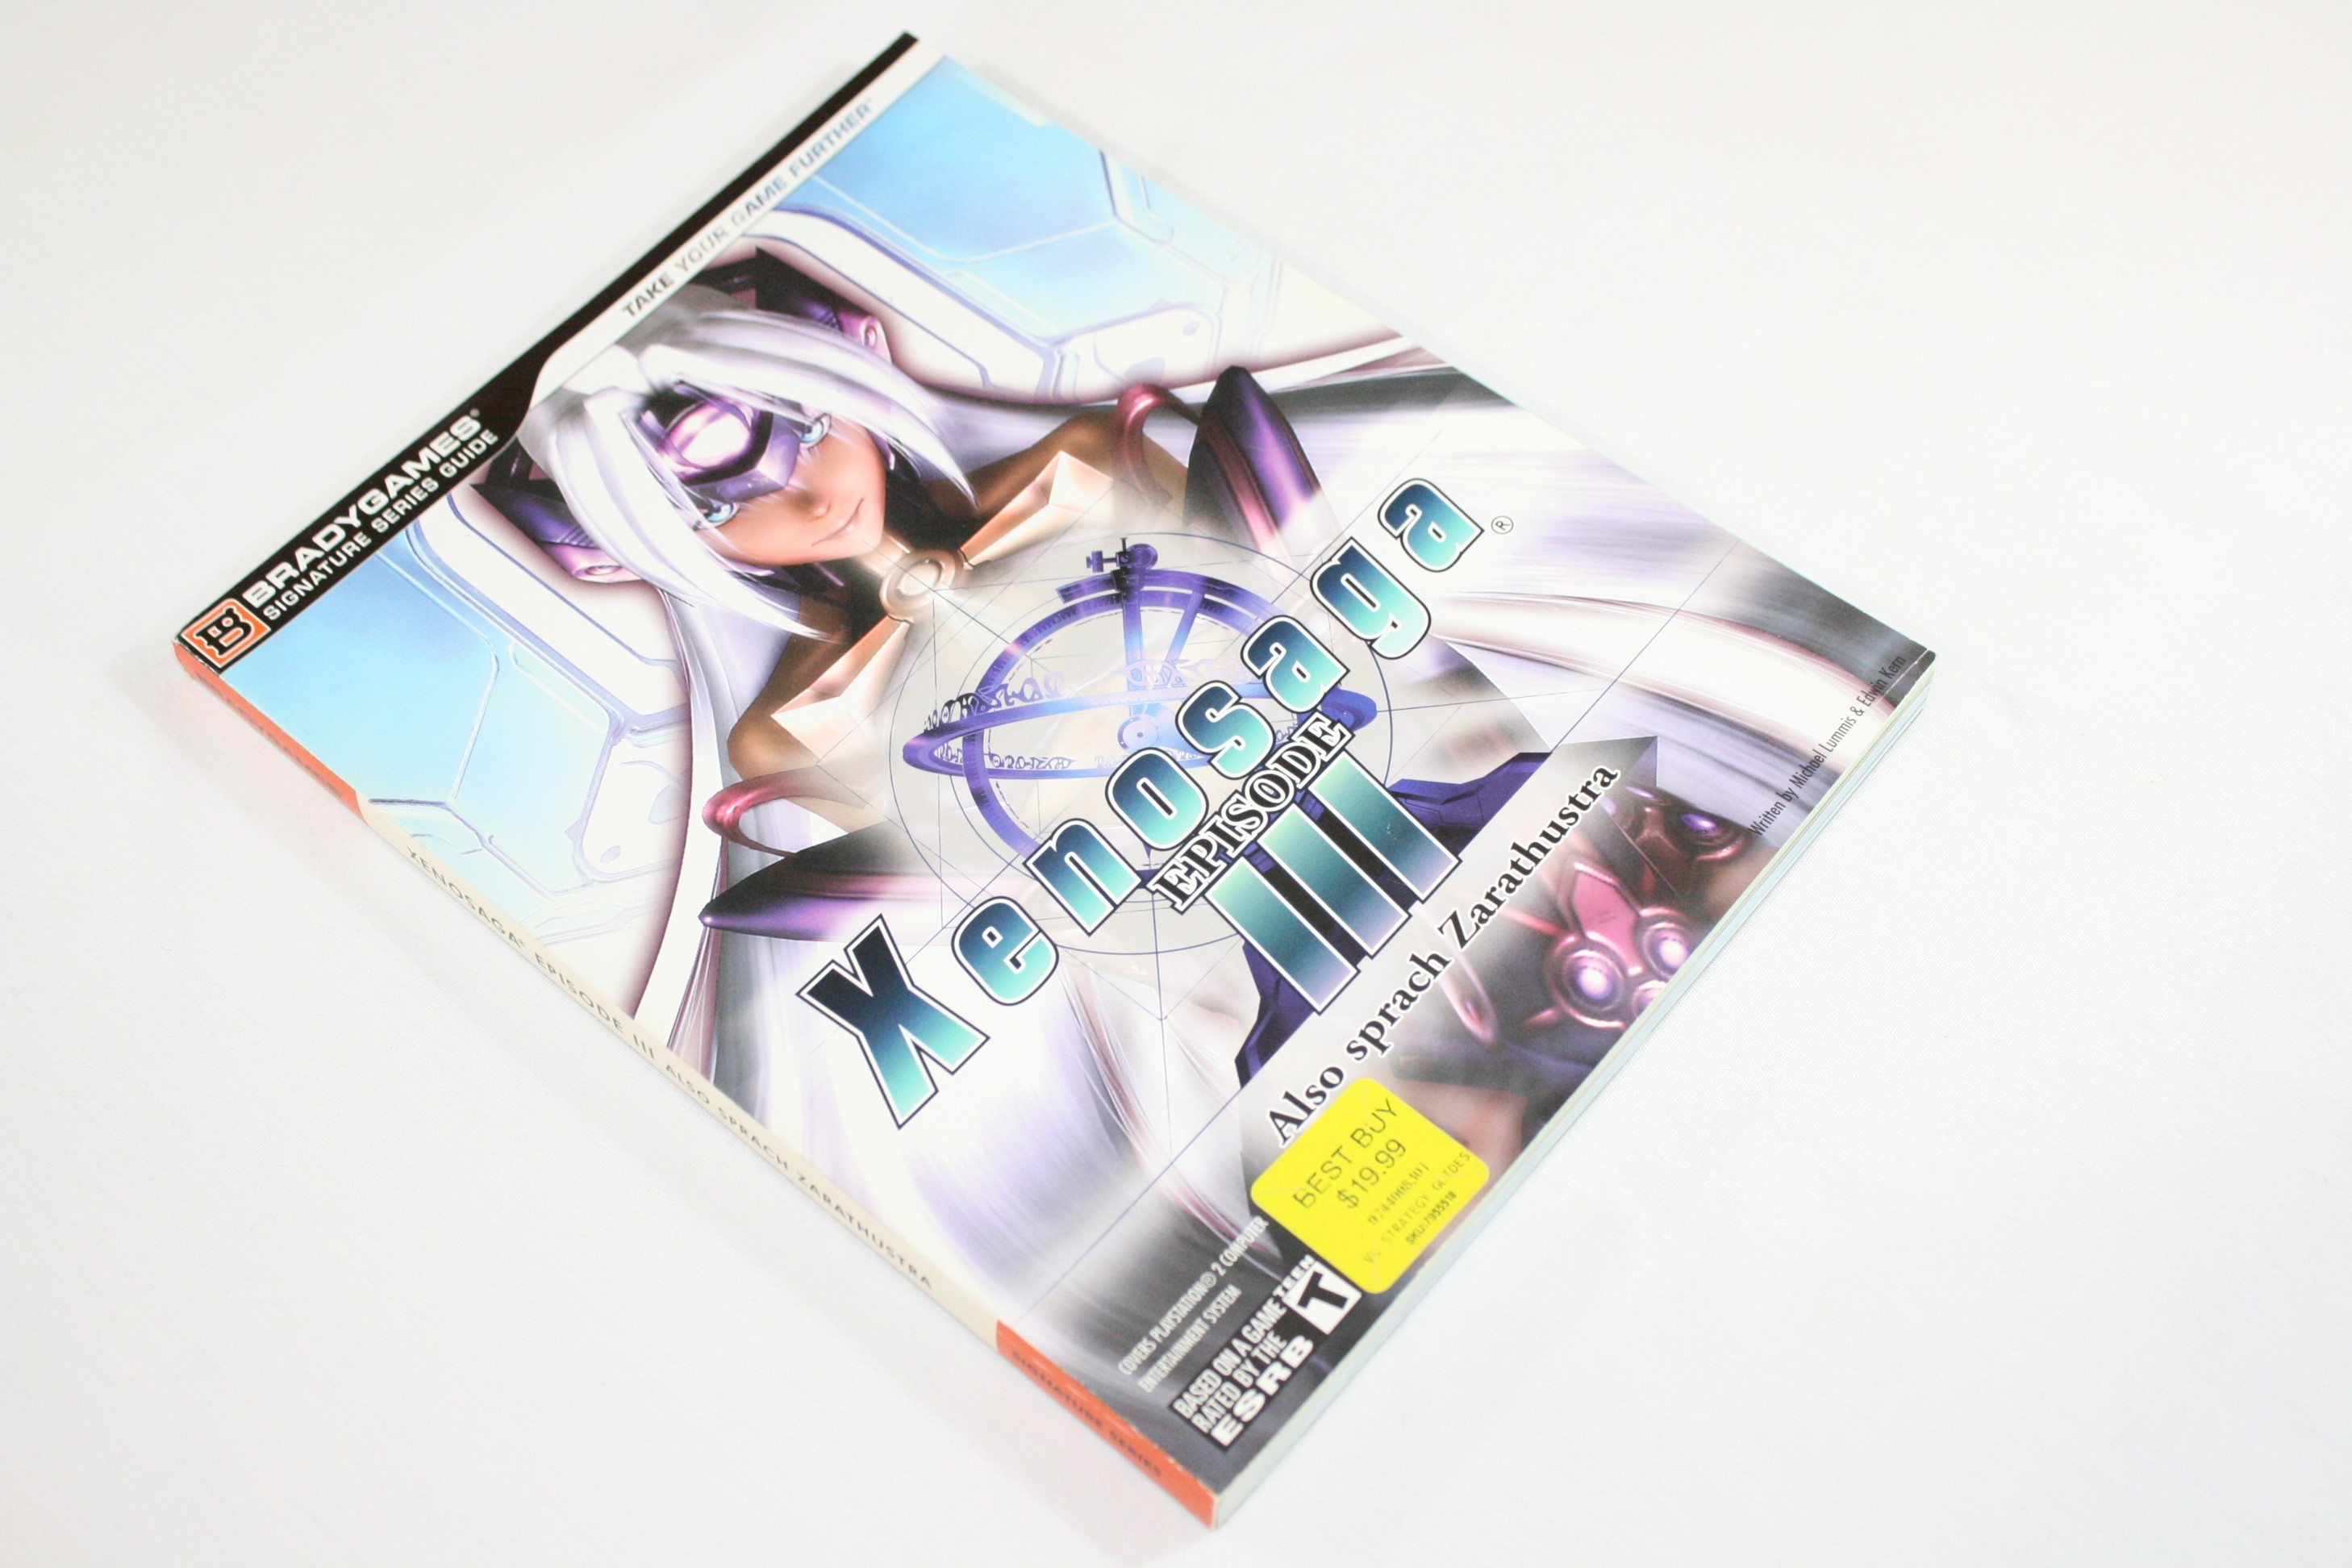 BRADYGAMES®
SIGNATURE SERIES GUIDE
TAKE YOUR GAME FURTHER®
Xenosaga®
EPISODE
III
Also sprach Zarathustra
Written by Michael Lummis & Edwin Kern
BEST BUY
$19.99
STRATEGY
COVERS PLAYSTATION® 2 COMPUTER
ENTERTAINMENT SYSTEM
BASED ON A GAME
RATED BY THE
ESRB
TEEN
T
XENOSAGA® EPISODE III ALSO SPRACH ZARATHUSTRA
SIGNATURE SERIES